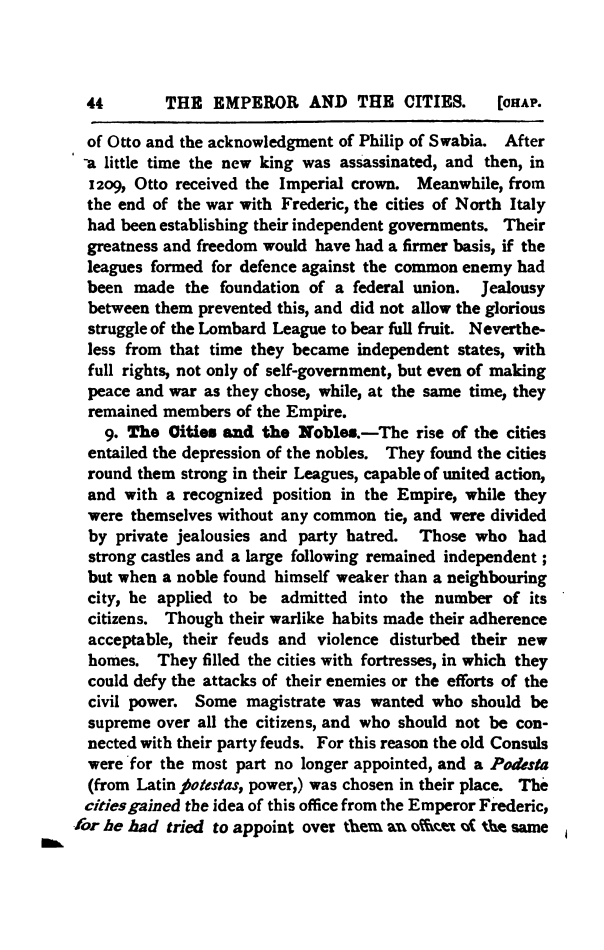 44 THE EMPEROR AND THE CITIES. [CHAP.
of Otto and the acknowledgment of Philip of Swabia. After
a little time the new king was assassinated, and then, in
1209, Otto received the Imperial crown. Meanwhile, from
the end of the war with Frederic, the cities of North Italy
had been establishing their independent governments. Their
greatness and freedom would have had a firmer basis, if the
leagues formed for defence against the common enemy had
been made the foundation of a federal union. Jealousy
between them prevented this, and did not allow the glorious
struggle of the Lombard League to bear full fruit. Neverthe-
less from that time they became independent states, with
full rights, not only of self-government, but even of making
peace and war as they chose, while, at the same time, they
remained members of the Empire.
9. The Cities and the Nobles.—The rise of the cities
entailed the depression of the nobles. They found the cities
round them strong in their Leagues, capable of united action,
and with a recognized position in the Empire, while they
were themselves without any common tie, and were divided
by private jealousies and party hatred. Those who had
strong castles and a large following remained independent ;
but when a noble found himself weaker than a neighbouring
city, he applied to be admitted into the number of its
citizens. Though their warlike habits made their adherence
acceptable, their feuds and violence disturbed their new
homes. They filled the cities with fortresses, in which they
could defy the attacks of their enemies or the efforts of the
civil power. Some magistrate was wanted who should be
supreme over all the citizens, and who should not be con-
nected with their party feuds. For this reason the old Consuls
were for the most part no longer appointed, and a Podesta
(from Latin potestas, power,) was chosen in their place. The
cities gained the idea of this office from the Emperor Frederic,
for he had tried to appoint over them an officer of the same